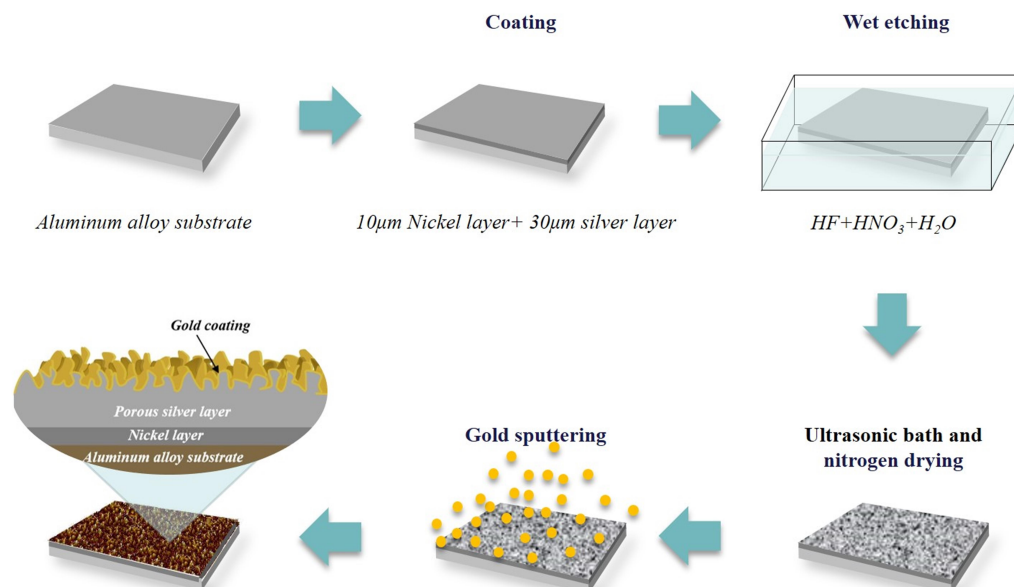 Coating
Wet etching
Aluminum alloy substrate
10μm Nickel layer+ 30μm silver layer
HF+HNO₃+H₂O
Gold coating
Porous silver layer
Nickel layer
Aluminum alloy substrate
Gold sputtering
Ultrasonic bath and
nitrogen drying